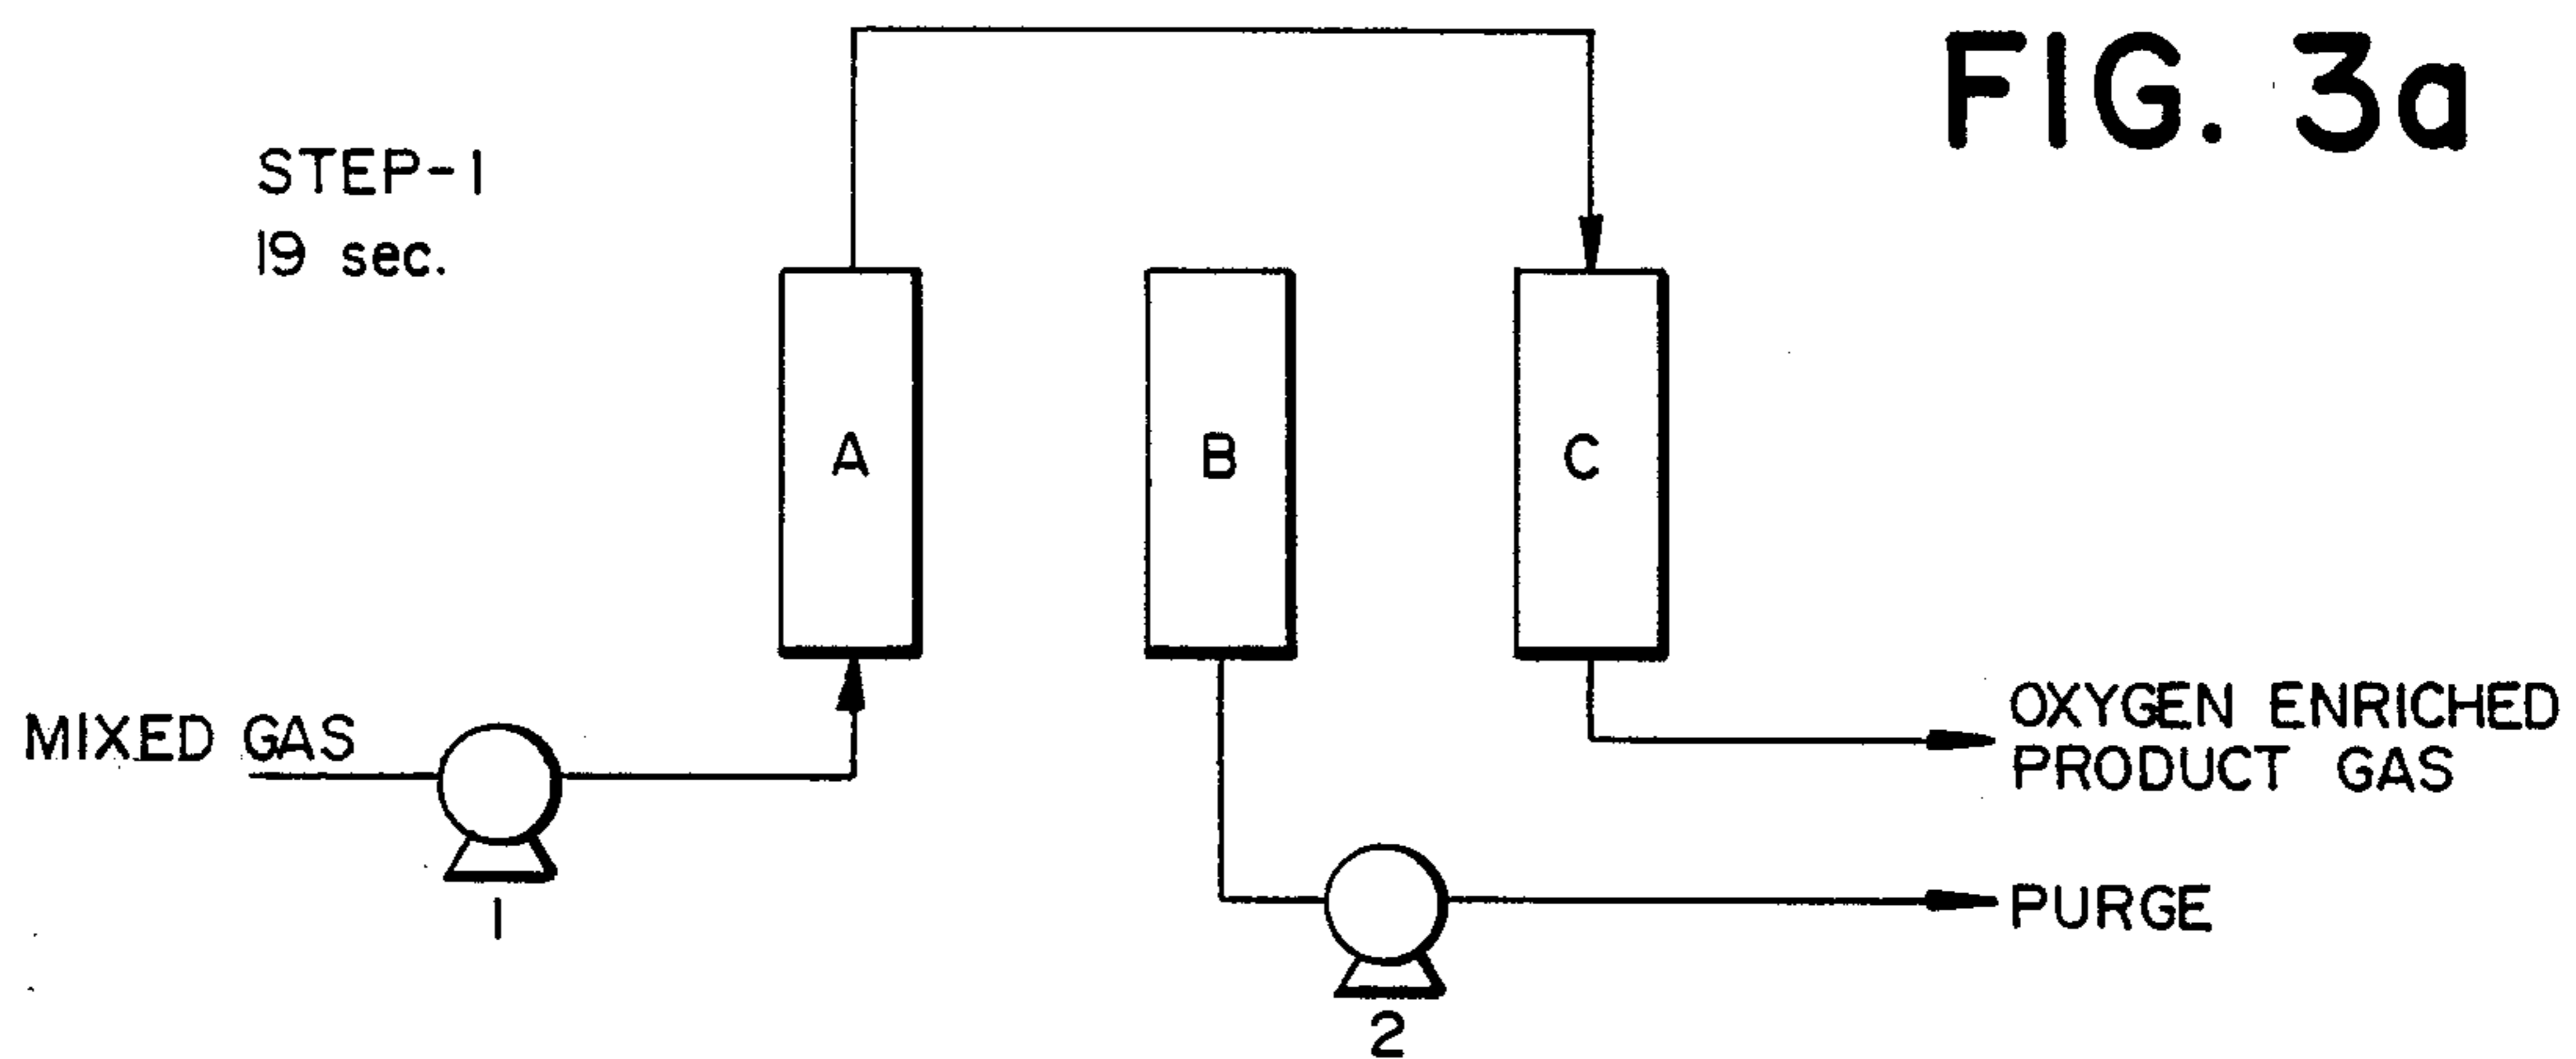 FIG. 3a
STEP-1
19 sec.
A
B
C
MIXED GAS
OXYGEN ENRICHED
PRODUCT GAS
1
PURGE
2